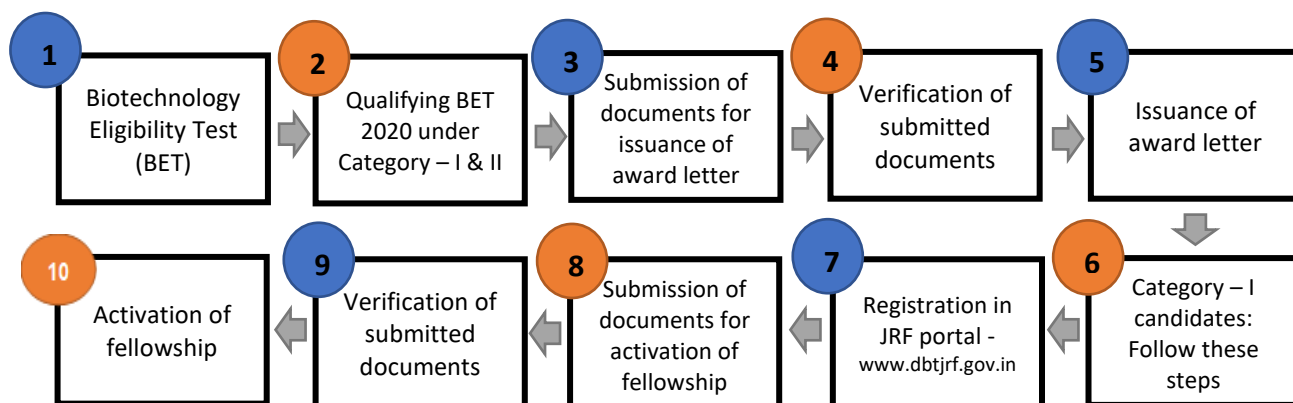 1
Biotechnology
Eligibility Test
(BET)
2
Qualifying BET
2020 under
Category – I & II
3
Submission of
documents for
issuance of
award letter
4
Verification of
submitted
documents
5
Issuance of
award letter
6
Category – I
candidates:
Follow these
steps
7
Registration in
JRF portal -
www.dbtjrf.gov.in
8
Submission of
documents for
activation of
fellowship
9
Verification of
submitted
documents
10
Activation of
fellowship